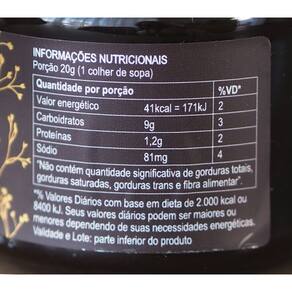 INFORMAÇÕES NUTRICIONAIS
Porção 20g (1 colher de sopa)
Quantidade por porção %VD*
Valor energético 41kcal = 171kJ 2
Carboidratos 9g 3
Proteínas 1,2g 2
Sódio 81mg 4
"Não contém quantidade significativa de gorduras totais,
gorduras saturadas, gorduras trans e fibra alimentar".
*% Valores Diários com base em dieta de 2.000 kcal ou
8400 kJ. Seus valores diários podem ser maiores ou
menores dependendo de suas necessidades energéticas.
Validade e Lote: parte inferior do produto